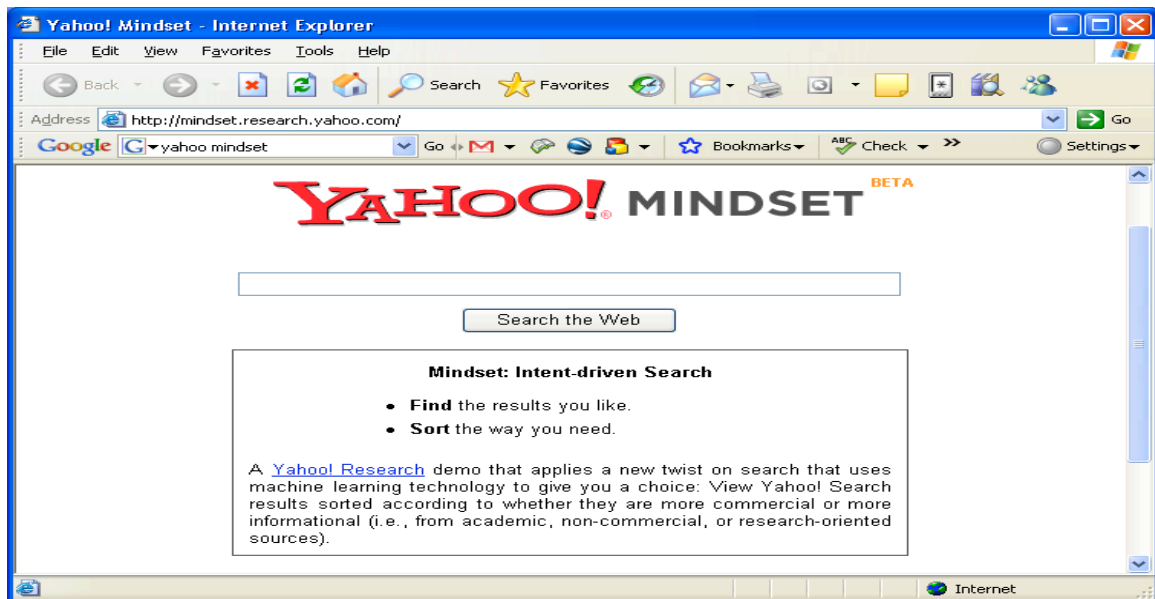 Yahoo! Mindset - Internet Explorer
File Edit View Favorites Tools Help
Back Search Favorites
Address http://mindset.research.yahoo.com/ Go
Google G yahoo mindset Go Bookmarks ABC Check >> Settings
YAHOO!® MINDSET BETA
Search the Web
Mindset: Intent-driven Search
• Find the results you like.
• Sort the way you need.
A Yahoo! Research demo that applies a new twist on search that uses
machine learning technology to give you a choice: View Yahoo! Search
results sorted according to whether they are more commercial or more
informational (i.e., from academic, non-commercial, or research-oriented
sources).
Internet